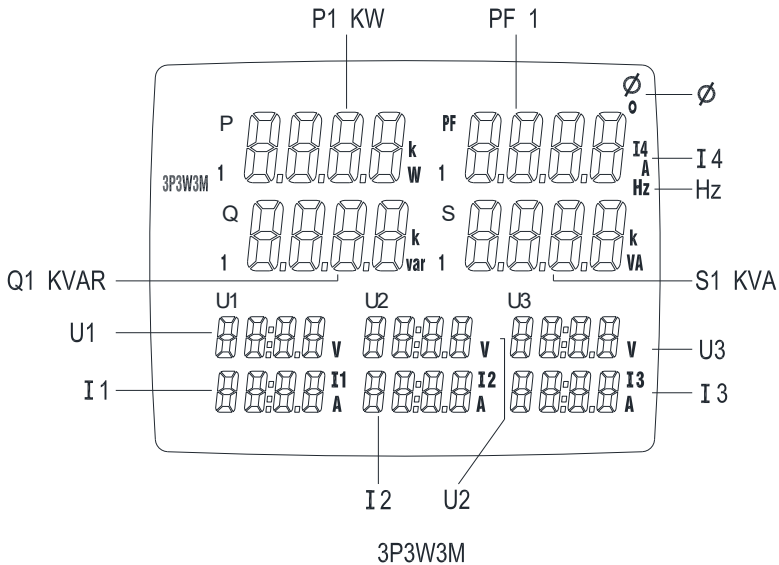 P1 KW PF 1
Ø Ø
P PF
k I4 I4
1 W 1 A
3P3W3M Hz Hz
Q S
k k
1 var 1 VA
Q1 KVAR S1 KVA
U1 U2 U3
U1 V V V U3
I1 I1 I2 I3 I3
A A A
I2 U2
3P3W3M